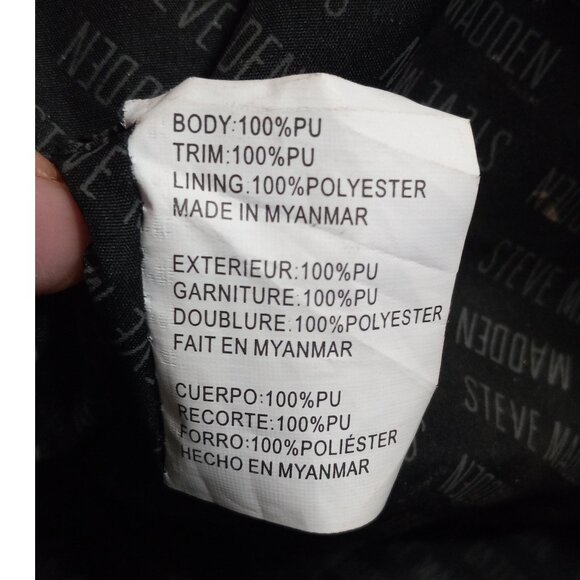 BODY:100%PU
TRIM:100%PU
LINING:100%POLYESTER
MADE IN MYANMAR
EXTERIEUR:100%PU
GARNITURE:100%PU
DOUBLURE:100%POLYESTER
FAIT EN MYANMAR
CUERPO:100%PU
RECORTE:100%PU
FORRO:100%POLIÉSTER
HECHO EN MYANMAR
STEVE
MADDEN
STEVE
MADDEN
STEVE